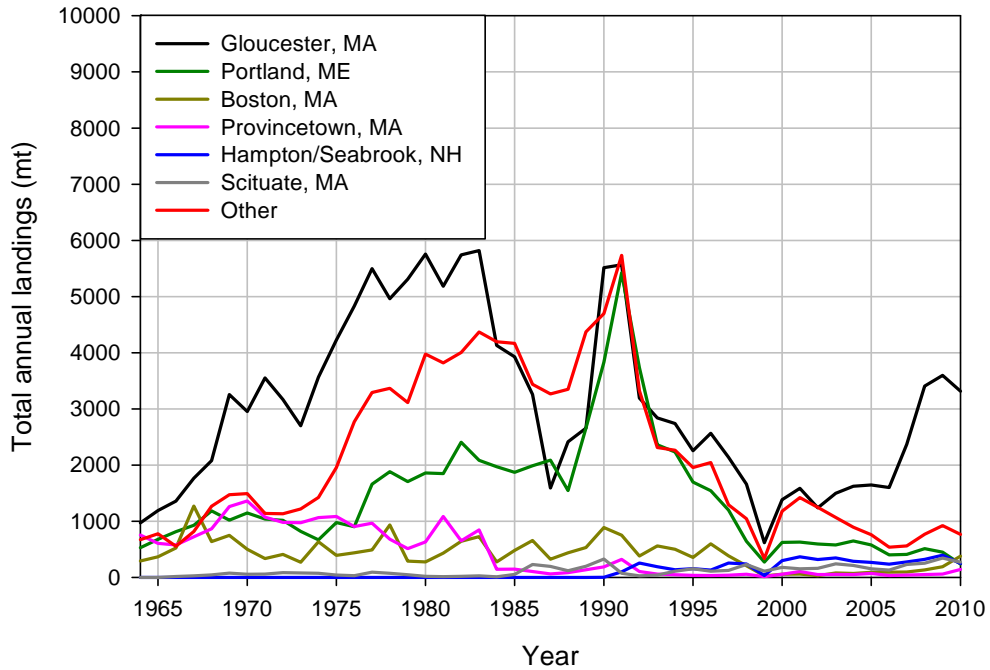 Total annual landings (mt)
10000
9000
8000
7000
6000
5000
4000
3000
2000
1000
0
Gloucester, MA
Portland, ME
Boston, MA
Provincetown, MA
Hampton/Seabrook, NH
Scituate, MA
Other
1965 1970 1975 1980 1985 1990 1995 2000 2005 2010
Year